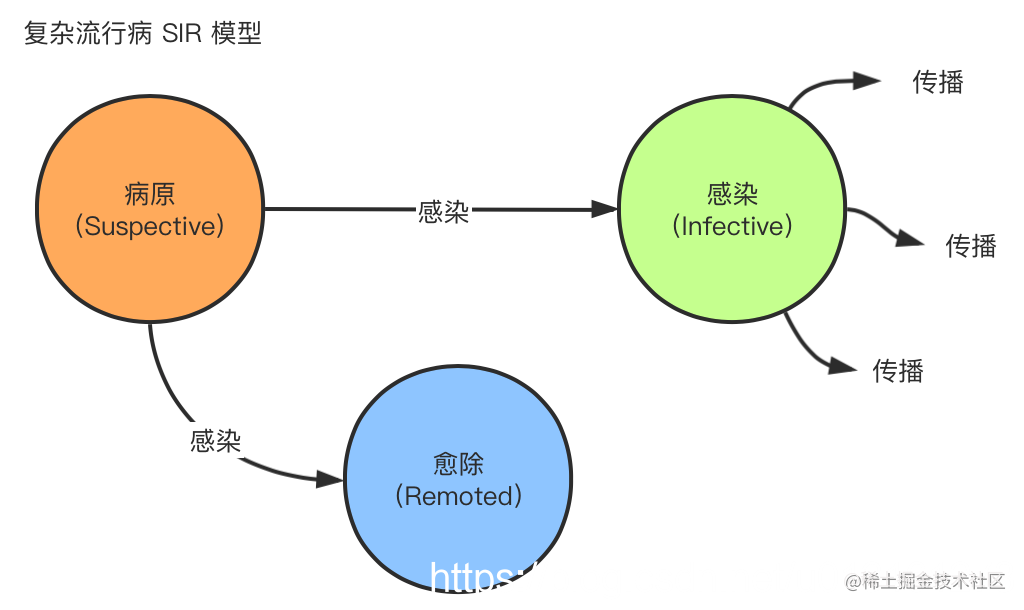 复杂流行病 SIR 模型
传播
病原
（Suspective）
感染
感染
（Infective）
传播
传播
感染
愈除
（Remoted）
https:/
@稀土掘金技术社区